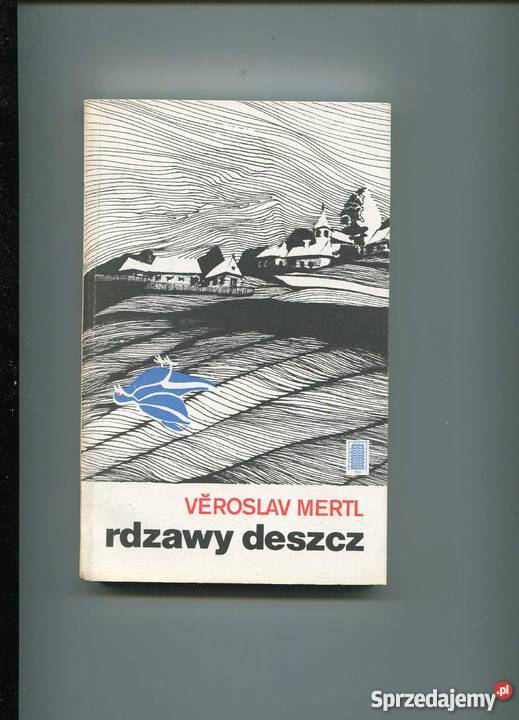 VĚROSLAV MERTL
rdzawy deszcz
Sprzedajemy.pl